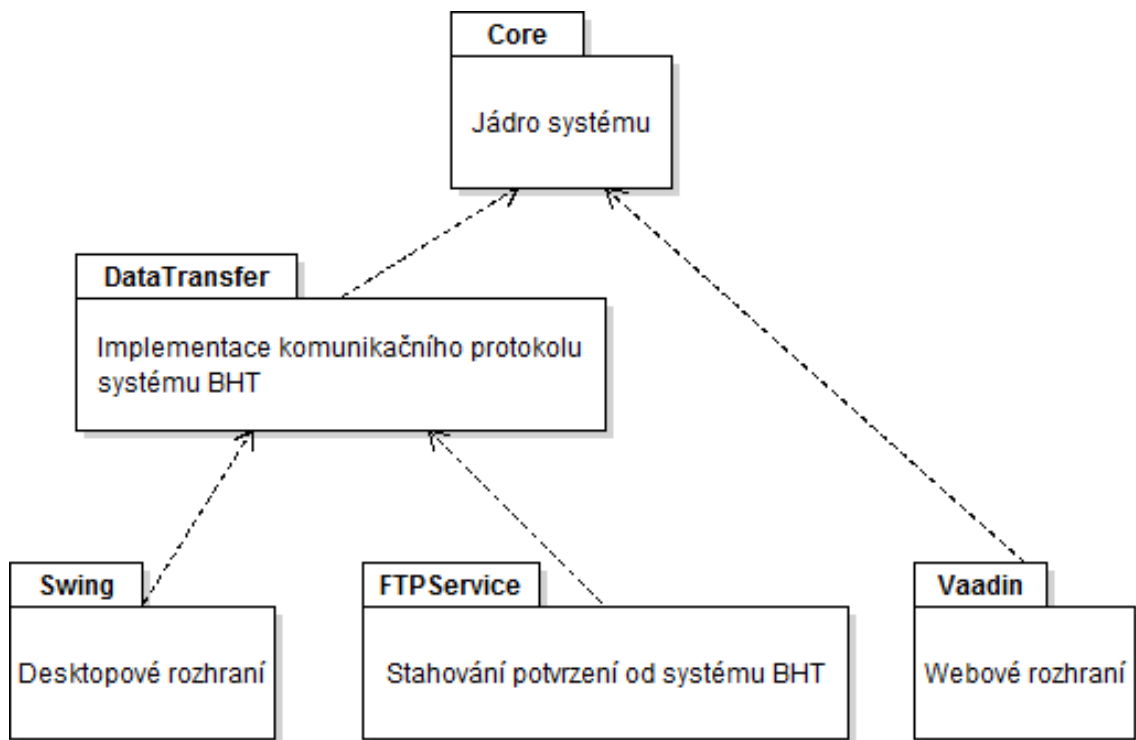 Core
Jádro systému
DataTransfer
Implementace komunikačního protokolu
systému BHT
Swing
Desktopové rozhraní
FTPService
Stahování potvrzení od systému BHT
Vaadin
Webové rozhraní